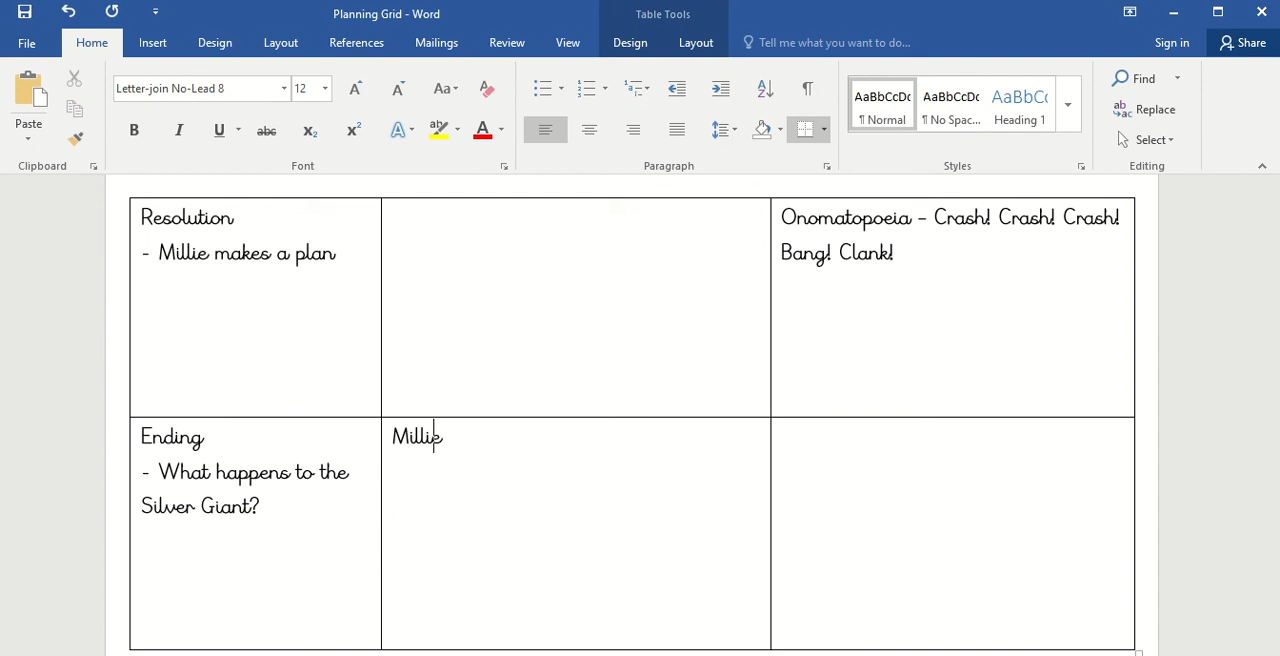 Planning Grid - Word
Table Tools
File
Home
Insert
Design
Layout
References
Mailings
Review
View
Design
Layout
Tell me what you want to do...
Sign in
Share
Paste
Letter-join No-Lead 8
12
Aa
B I U abc X₂ X² A ab A
Find
Replace
Select
AaBbCcDc
¶ Normal
AaBbCcDc
¶ No Spac...
AaBbCc
Heading 1
Clipboard
Font
Paragraph
Styles
Editing
Resolution
- Millie makes a plan
Onomatopoeia - Crash! Crash! Crash!
Bang! Clank!
Ending
- What happens to the
Silver Giant?
Millie